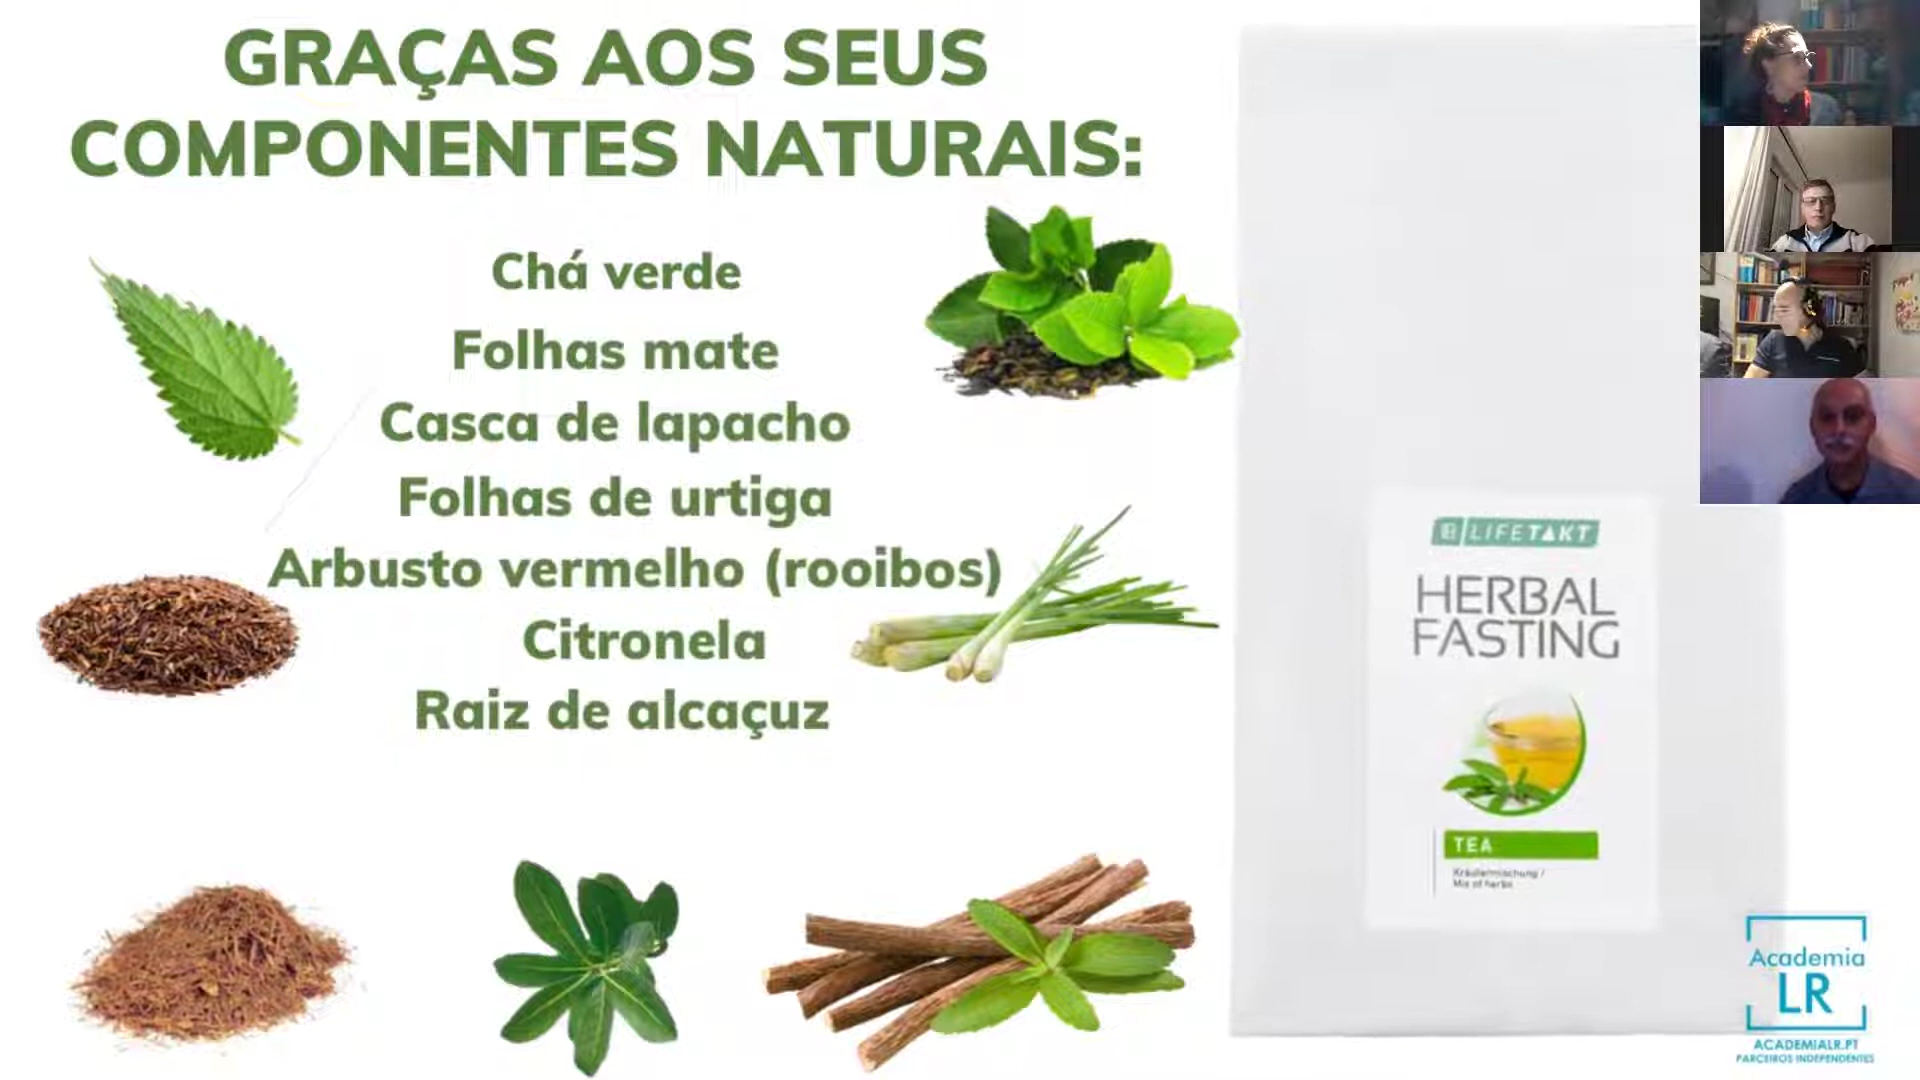 GRAÇAS AOS SEUS
COMPONENTES NATURAIS:
Chá verde
Folhas mate
Casca de lapacho
Folhas de urtiga
Arbusto vermelho (rooibos)
Citronela
Raiz de alcaçuz
LIFETAKT
HERBAL
FASTING
TEA
Kräutermischung /
Mix of herbs
Academia
LR
ACADEMIALR.PT
PARCEIROS INDEPENDENTES